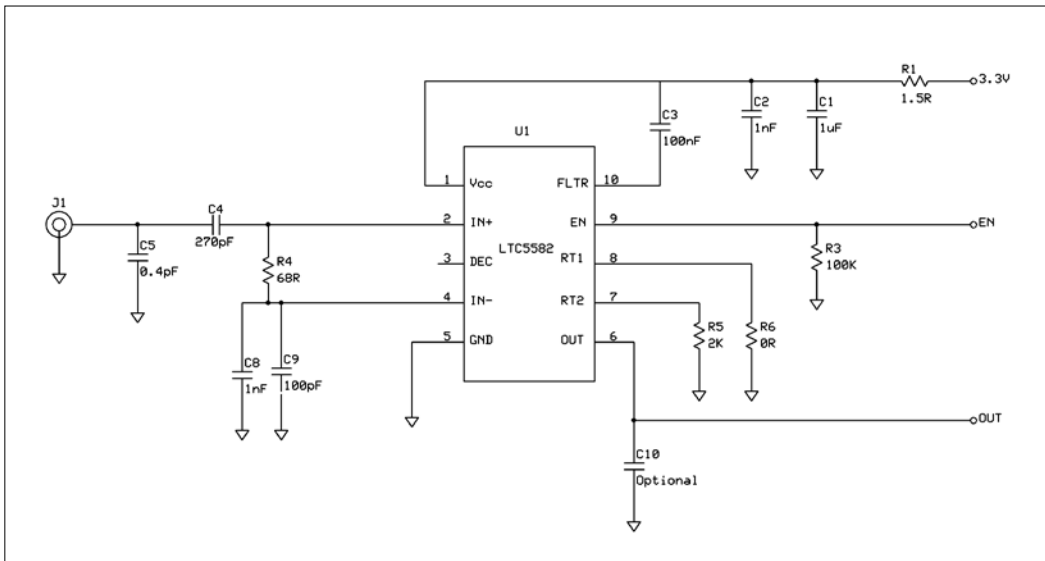 R1
1.5R
3.3V
C3
100nF
C2
1nF
C1
1uF
U1
LTC5582
1 Vcc
2 IN+
3 DEC
4 IN-
5 GND
FLTR 10
EN 9
RT1 8
RT2 7
OUT 6
J1
C4
270pF
C5
0.4pF
R4
68R
C8
1nF
C9
100pF
EN
R3
100K
R5
2K
R6
0R
OUT
C10
Optional